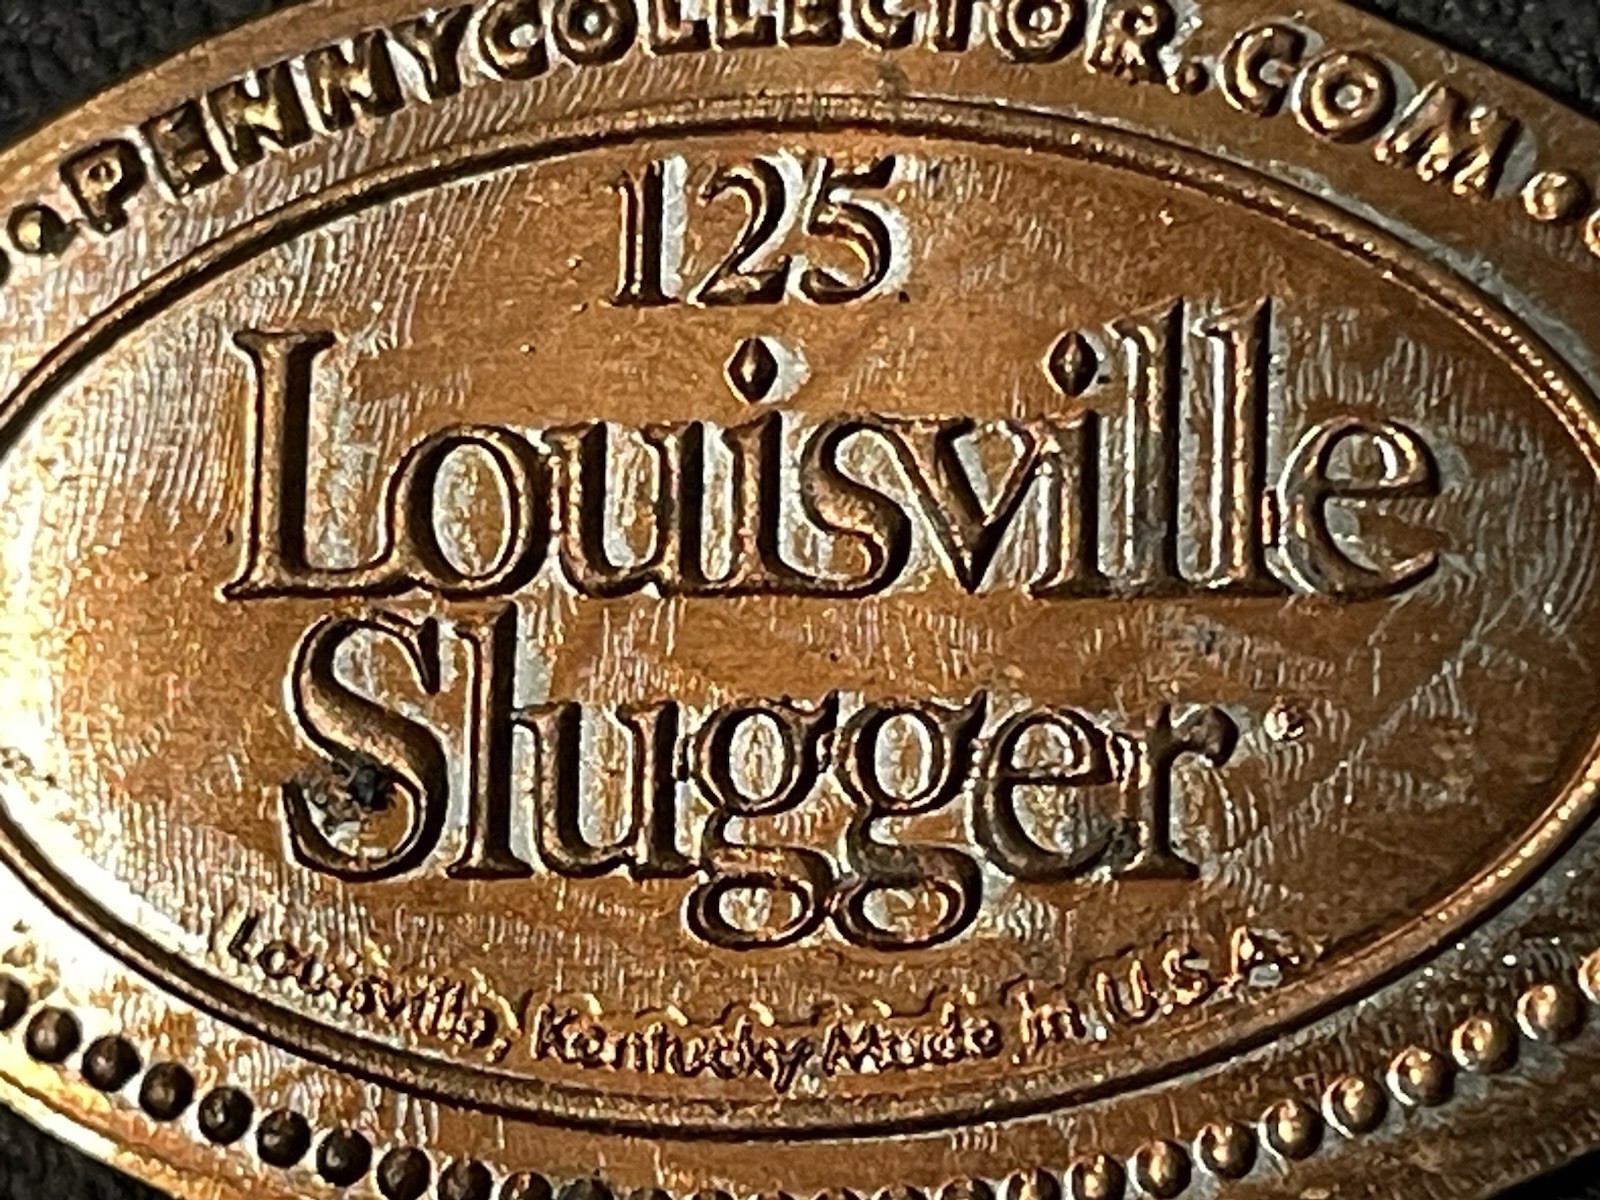 PENNYCOLLECTOR.COM
125
Louisville
Slugger®
Louisville, Kentucky Made in U.S.A.